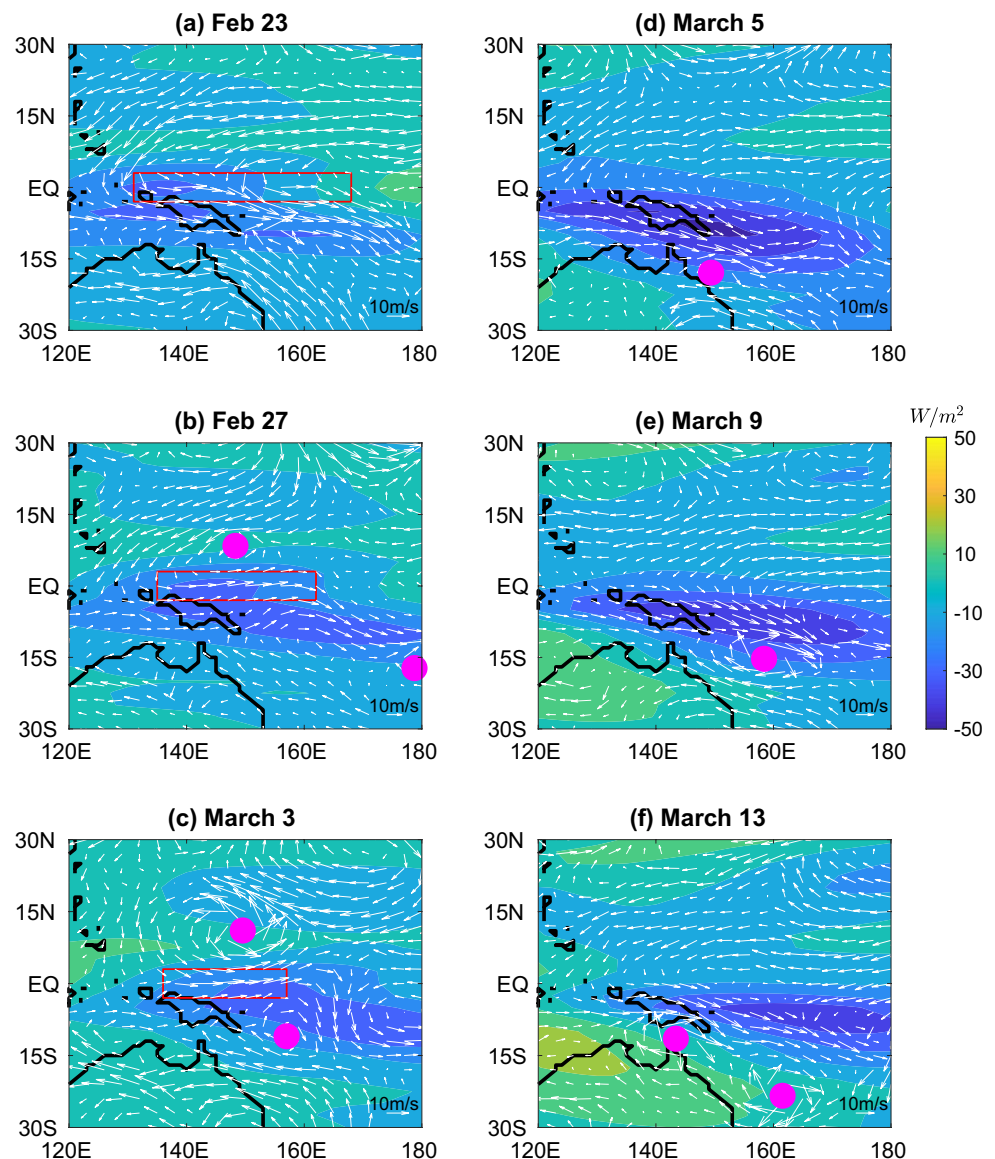 (a) Feb 23
30N
15N
EQ
15S
30S
120E 140E 160E 180
10m/s
(d) March 5
30N
15N
EQ
15S
30S
120E 140E 160E 180
10m/s
(b) Feb 27
30N
15N
EQ
15S
30S
120E 140E 160E 180
10m/s
(e) March 9
30N
15N
EQ
15S
30S
120E 140E 160E 180
10m/s
W/m²
50
30
10
-10
-30
-50
(c) March 3
30N
15N
EQ
15S
30S
120E 140E 160E 180
10m/s
(f) March 13
30N
15N
EQ
15S
30S
120E 140E 160E 180
10m/s